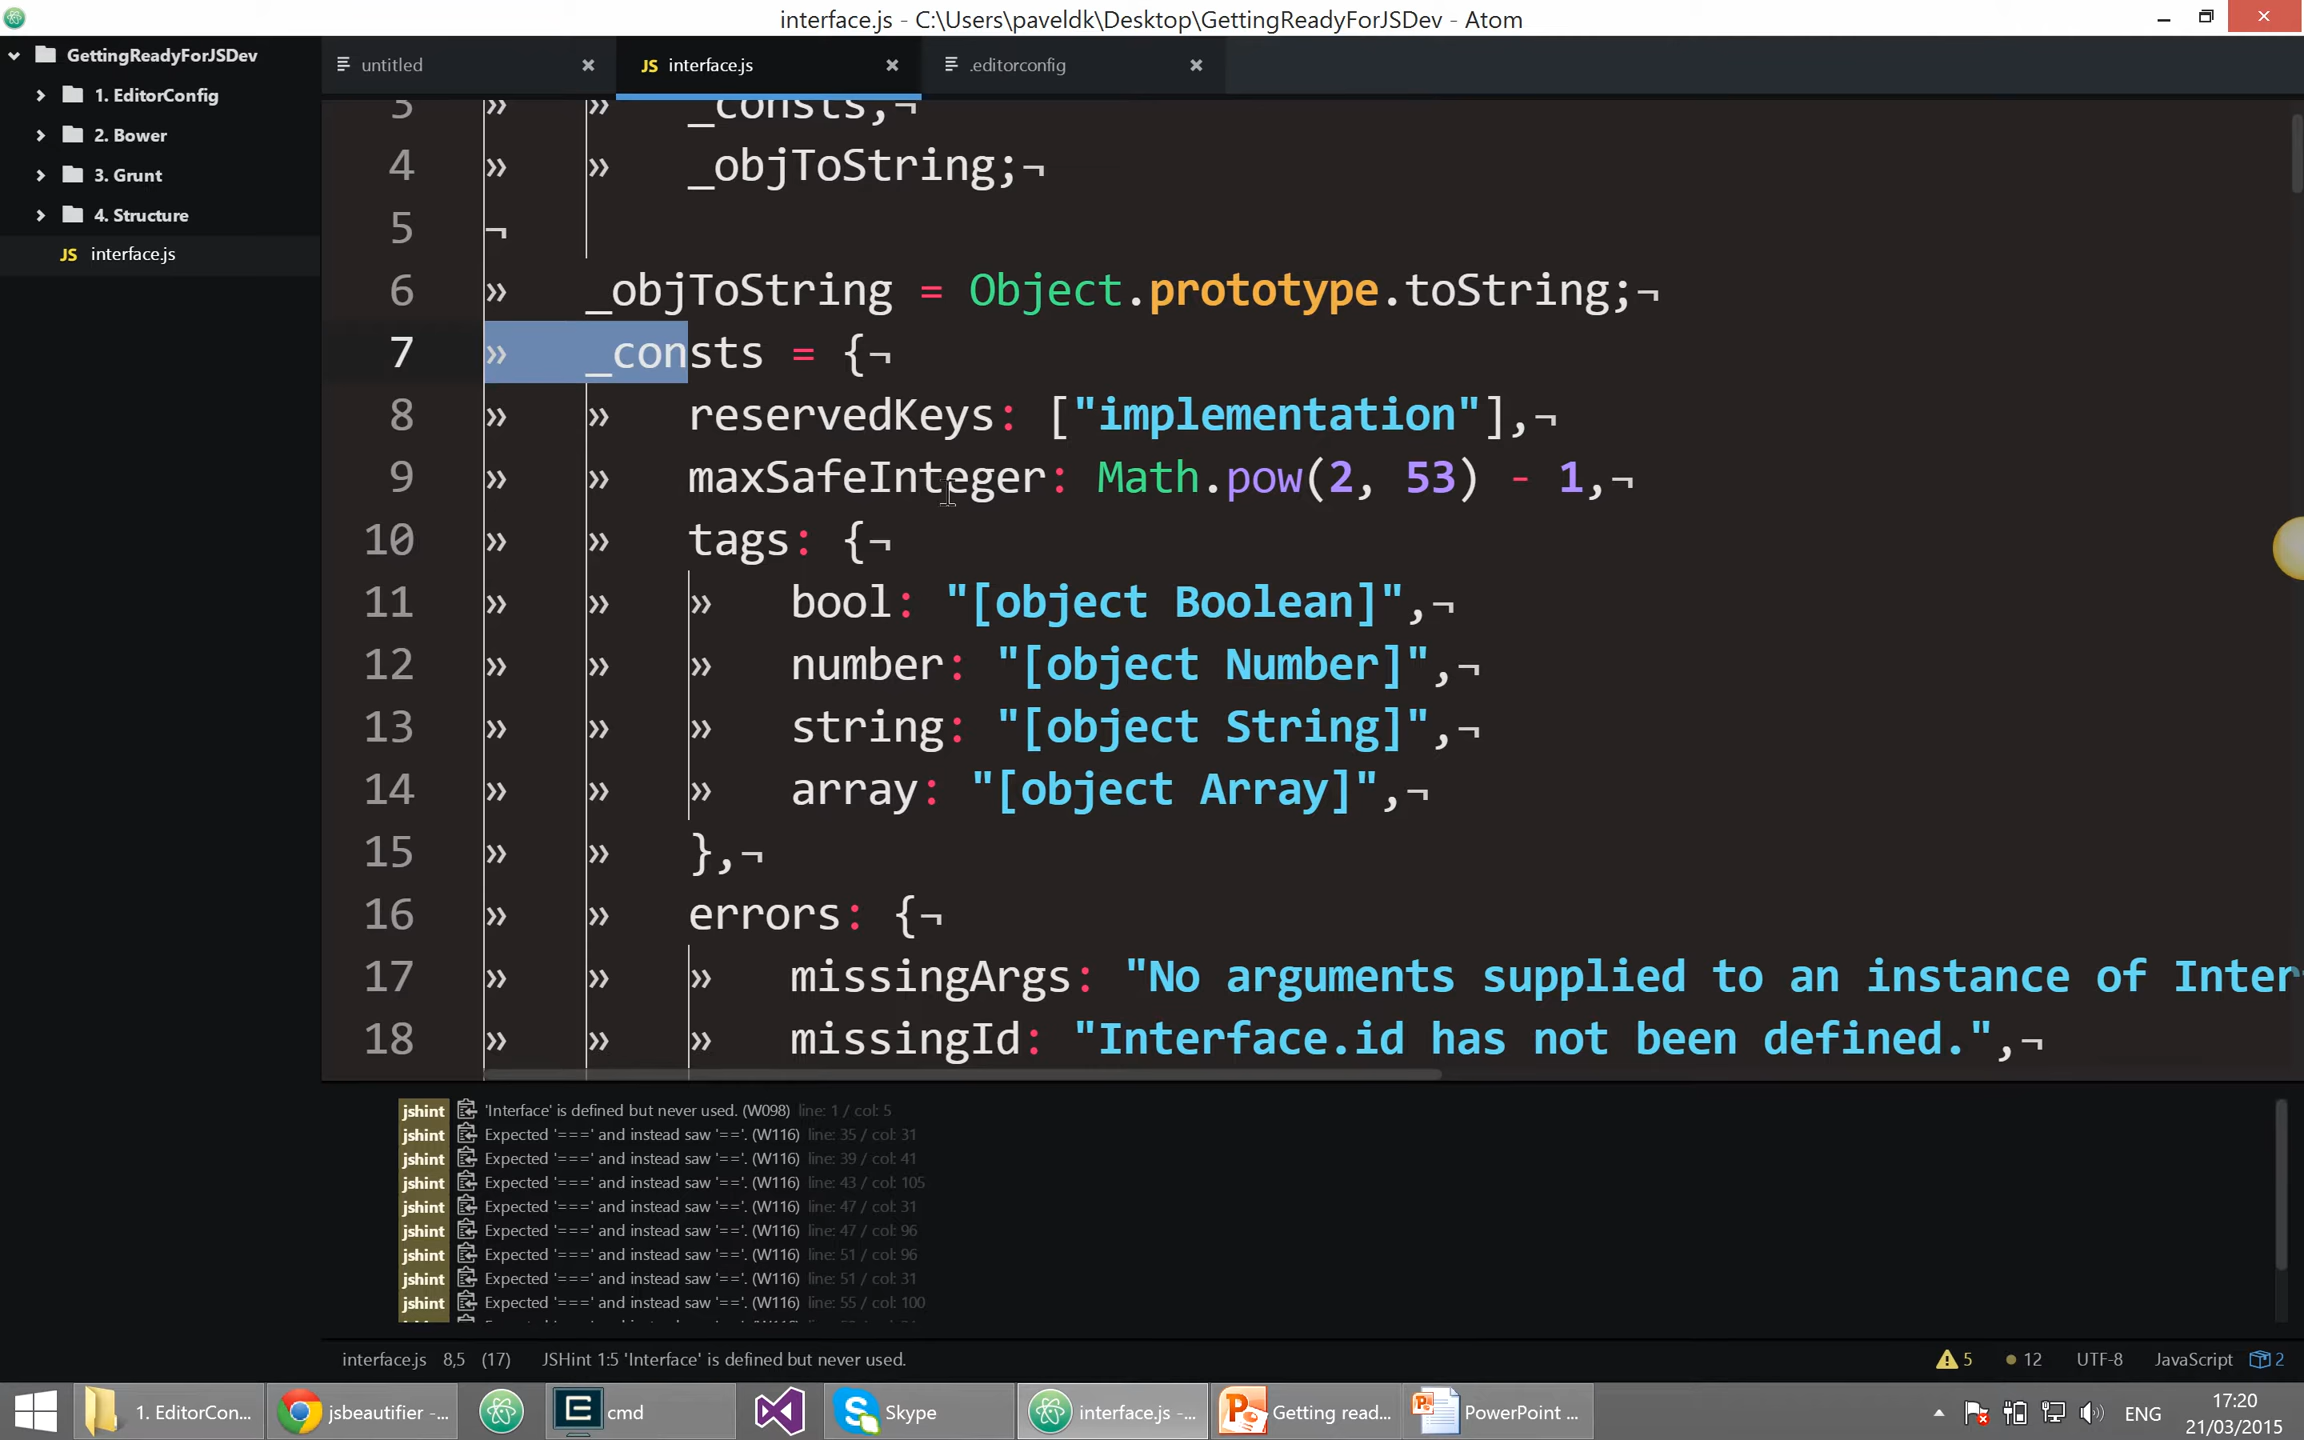 interface.js - C:\Users\paveldk\Desktop\GettingReadyForJSDev - Atom
GettingReadyForJSDev
1. EditorConfig
2. Bower
3. Grunt
4. Structure
JS interface.js
untitled
JS interface.js
.editorconfig
3 » » _consts,¬
4 » » _objToString;¬
5 ¬
6 » _objToString = Object.prototype.toString;¬
7 » _consts = {¬
8 » » reservedKeys: ["implementation"],¬
9 » » maxSafeInteger: Math.pow(2, 53) - 1,¬
10 » » tags: {¬
11 » » » bool: "[object Boolean]",¬
12 » » » number: "[object Number]",¬
13 » » » string: "[object String]",¬
14 » » » array: "[object Array]",¬
15 » » },¬
16 » » errors: {¬
17 » » » missingArgs: "No arguments supplied to an instance of Inter
18 » » » missingId: "Interface.id has not been defined.",¬
jshint 'Interface' is defined but never used. (W098) line: 1 / col: 5
jshint Expected '===' and instead saw '=='. (W116) line: 35 / col: 31
jshint Expected '===' and instead saw '=='. (W116) line: 39 / col: 41
jshint Expected '===' and instead saw '=='. (W116) line: 43 / col: 105
jshint Expected '===' and instead saw '=='. (W116) line: 47 / col: 31
jshint Expected '===' and instead saw '=='. (W116) line: 47 / col: 96
jshint Expected '===' and instead saw '=='. (W116) line: 51 / col: 96
jshint Expected '===' and instead saw '=='. (W116) line: 51 / col: 31
jshint Expected '===' and instead saw '=='. (W116) line: 55 / col: 100
interface.js 8,5 (17) JSHint 1:5 'Interface' is defined but never used. 5 12 UTF-8 JavaScript 2
1. EditorCon... jsbeautifier -... cmd Skype interface.js -... Getting read... PowerPoint ... ENG
17:20
21/03/2015